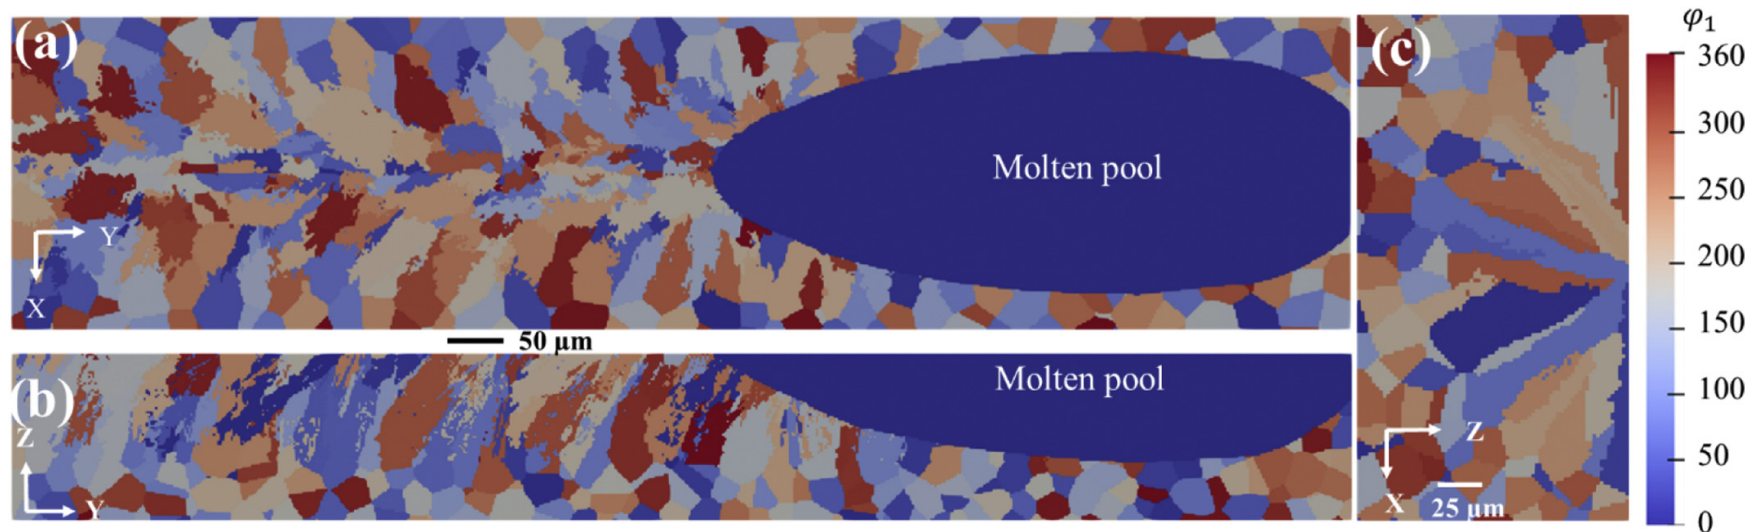 (a)
Molten pool
Y
X
50 µm
(b)
Molten pool
Z
Y
(c)
Z
X
25 µm
φ₁
360
300
250
200
150
100
50
0